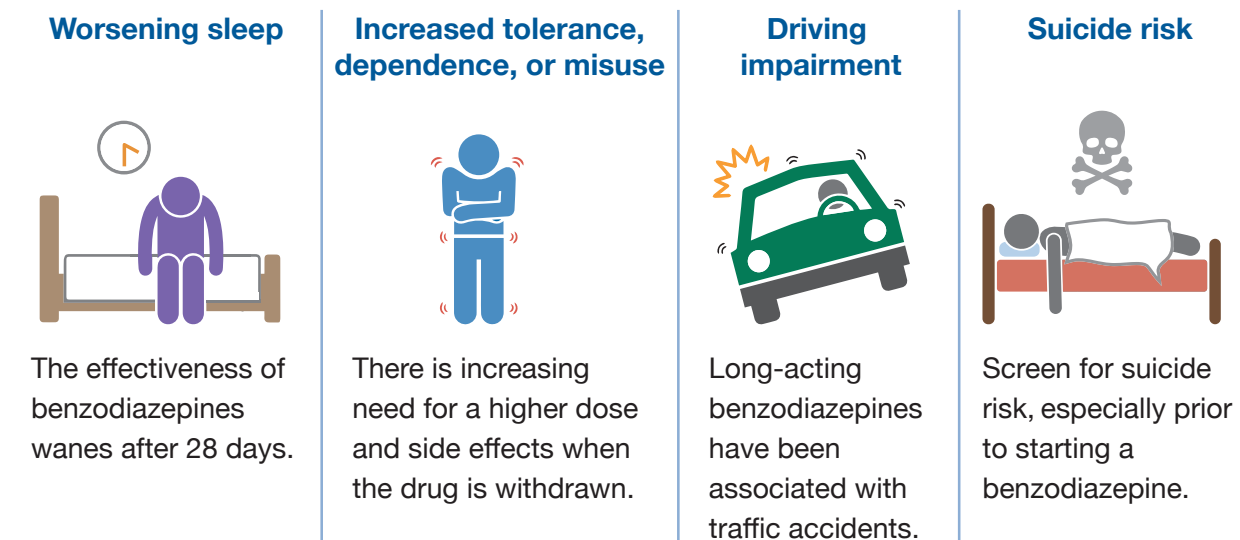 Worsening sleep
The effectiveness of
benzodiazepines
wanes after 28 days.
Increased tolerance,
dependence, or misuse
There is increasing
need for a higher dose
and side effects when
the drug is withdrawn.
Driving
impairment
Long-acting
benzodiazepines
have been
associated with
traffic accidents.
Suicide risk
Screen for suicide
risk, especially prior
to starting a
benzodiazepine.